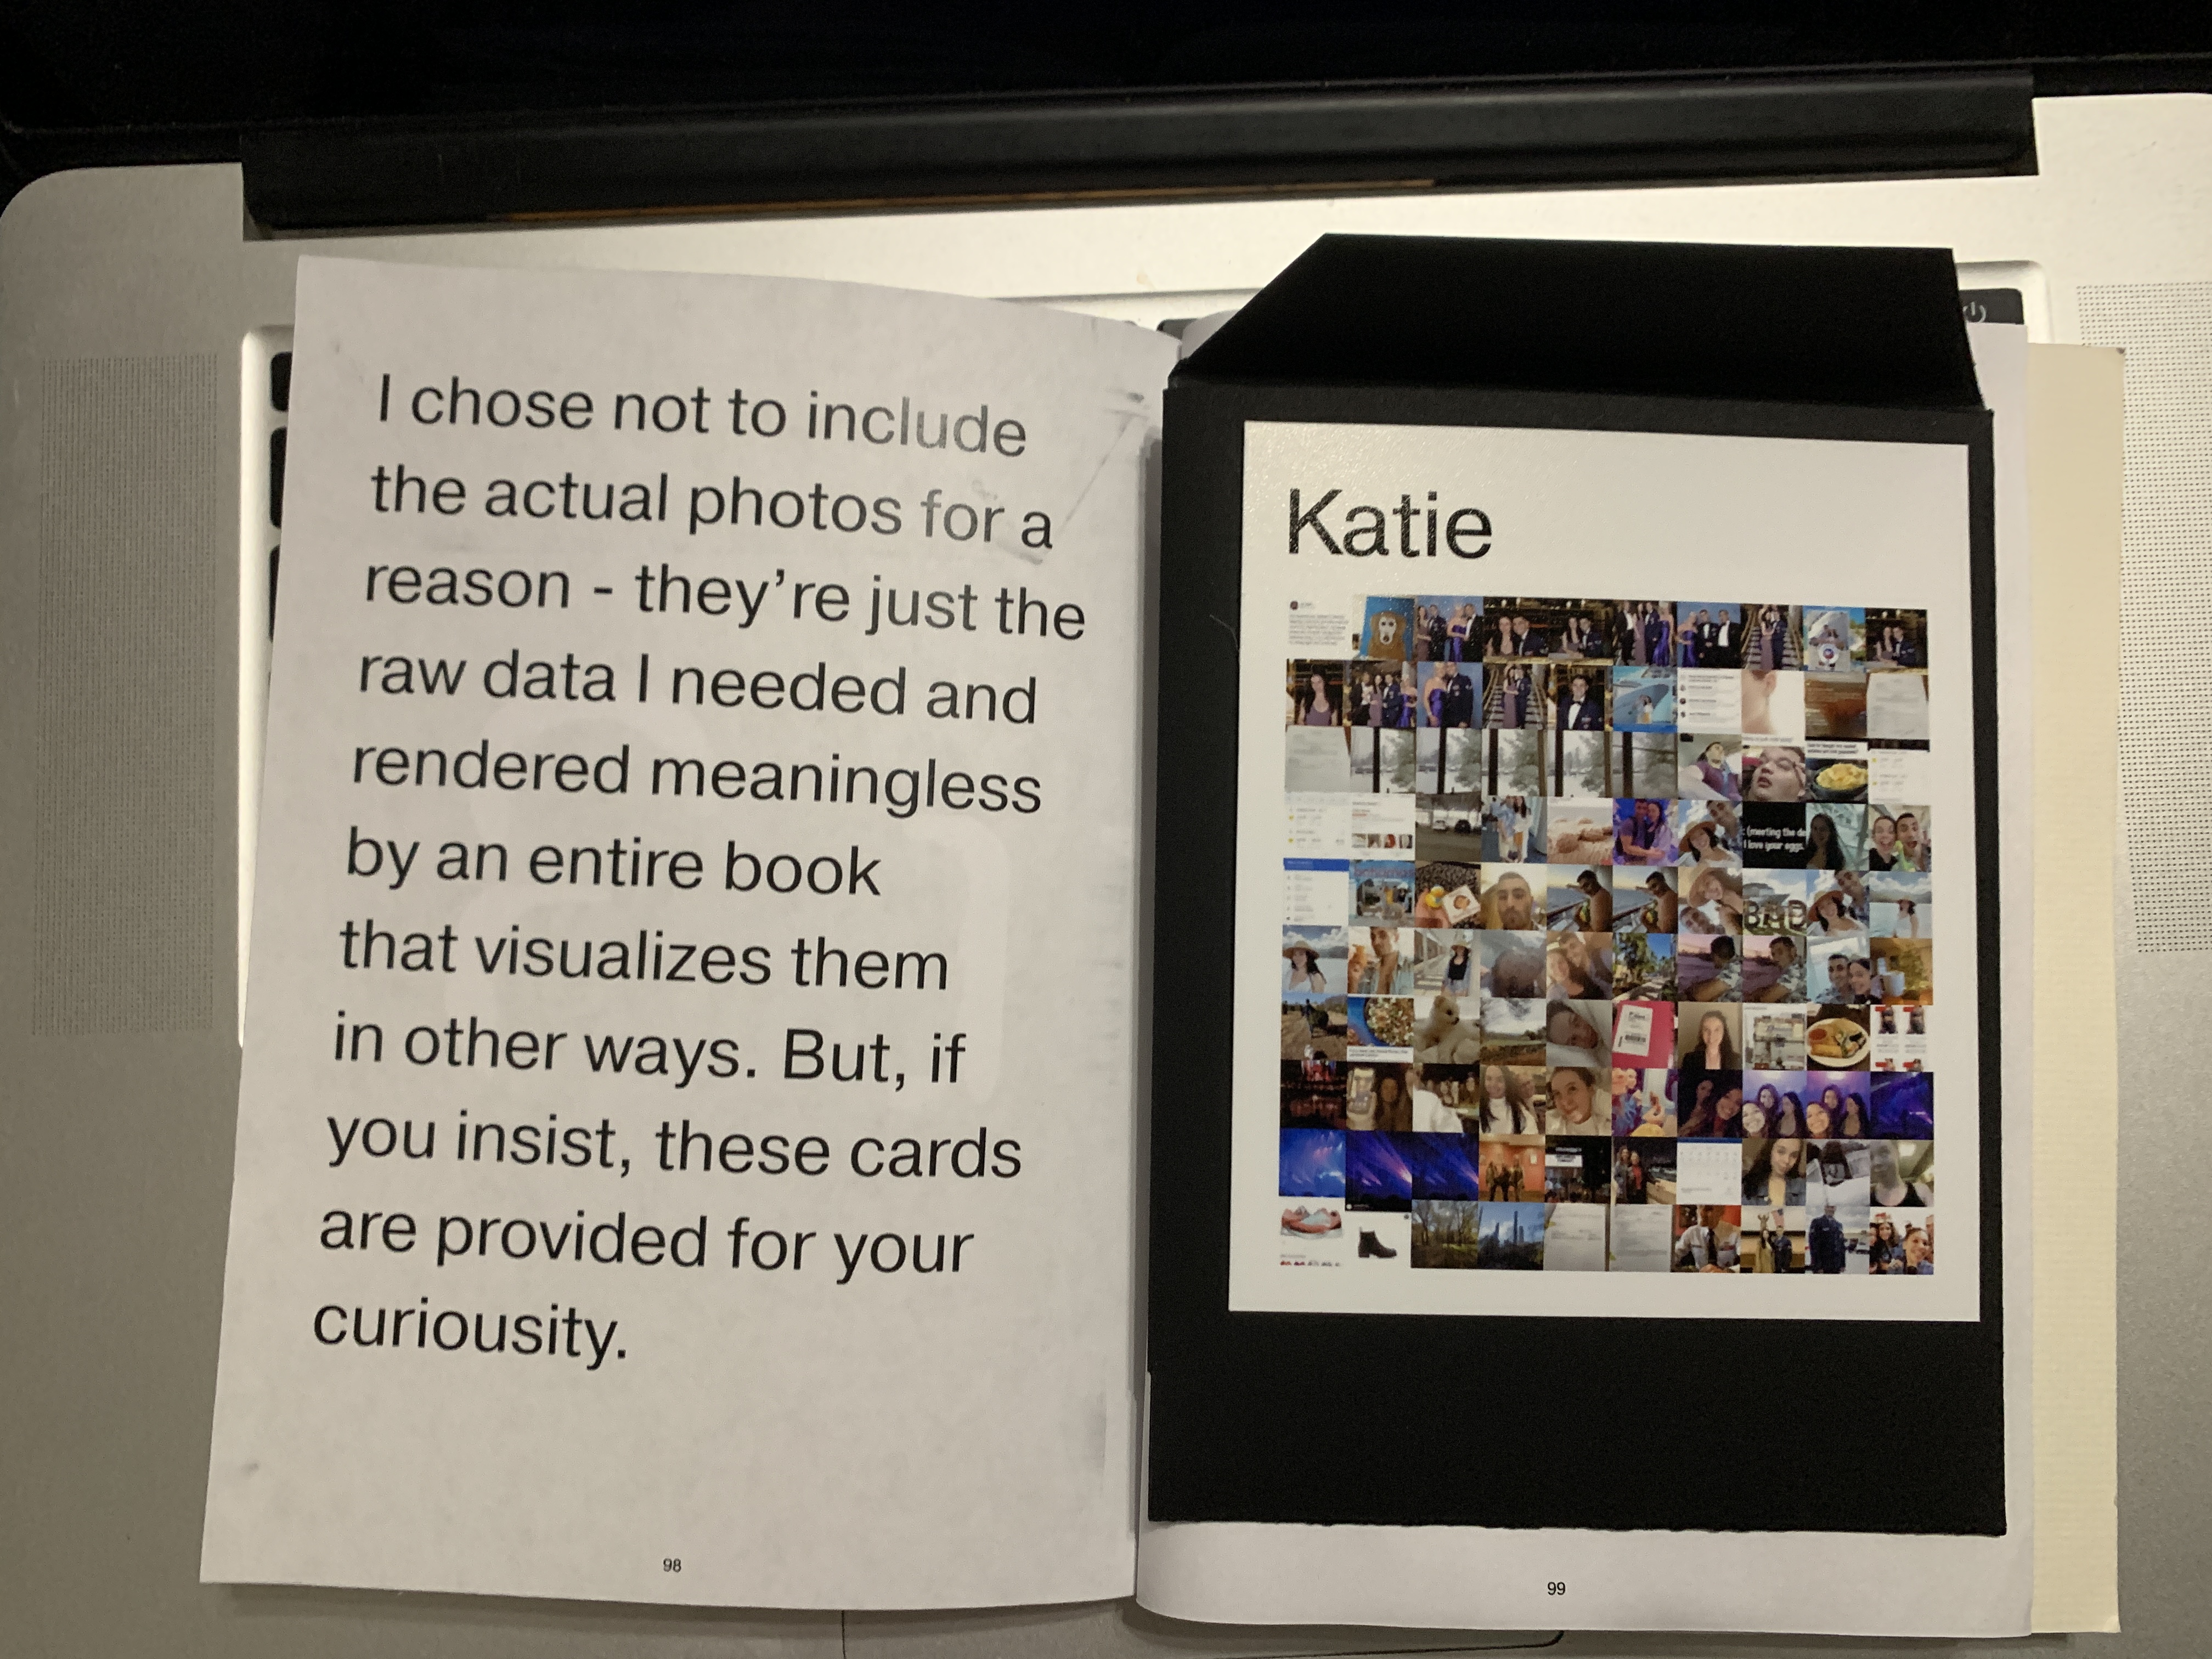 I chose not to include
the actual photos for a
reason - they're just the
raw data I needed and
rendered meaningless
by an entire book
that visualizes them
in other ways. But, if
you insist, these cards
are provided for your
curiousity.
98
Katie
99